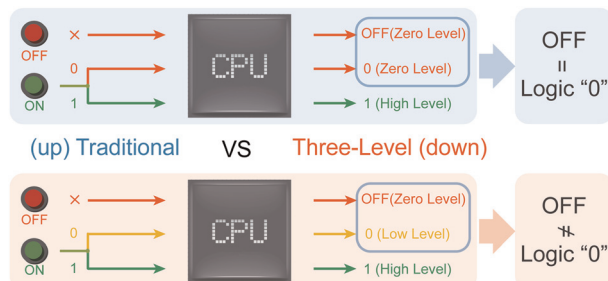 × OFF(Zero Level) OFF
OFF
0 CPU 0 (Zero Level) =
ON
1 1 (High Level) Logic “0”
(up) Traditional VS Three-Level (down)
× OFF(Zero Level) OFF
OFF
0 CPU 0 (Low Level) ≠
ON
1 1 (High Level) Logic “0”